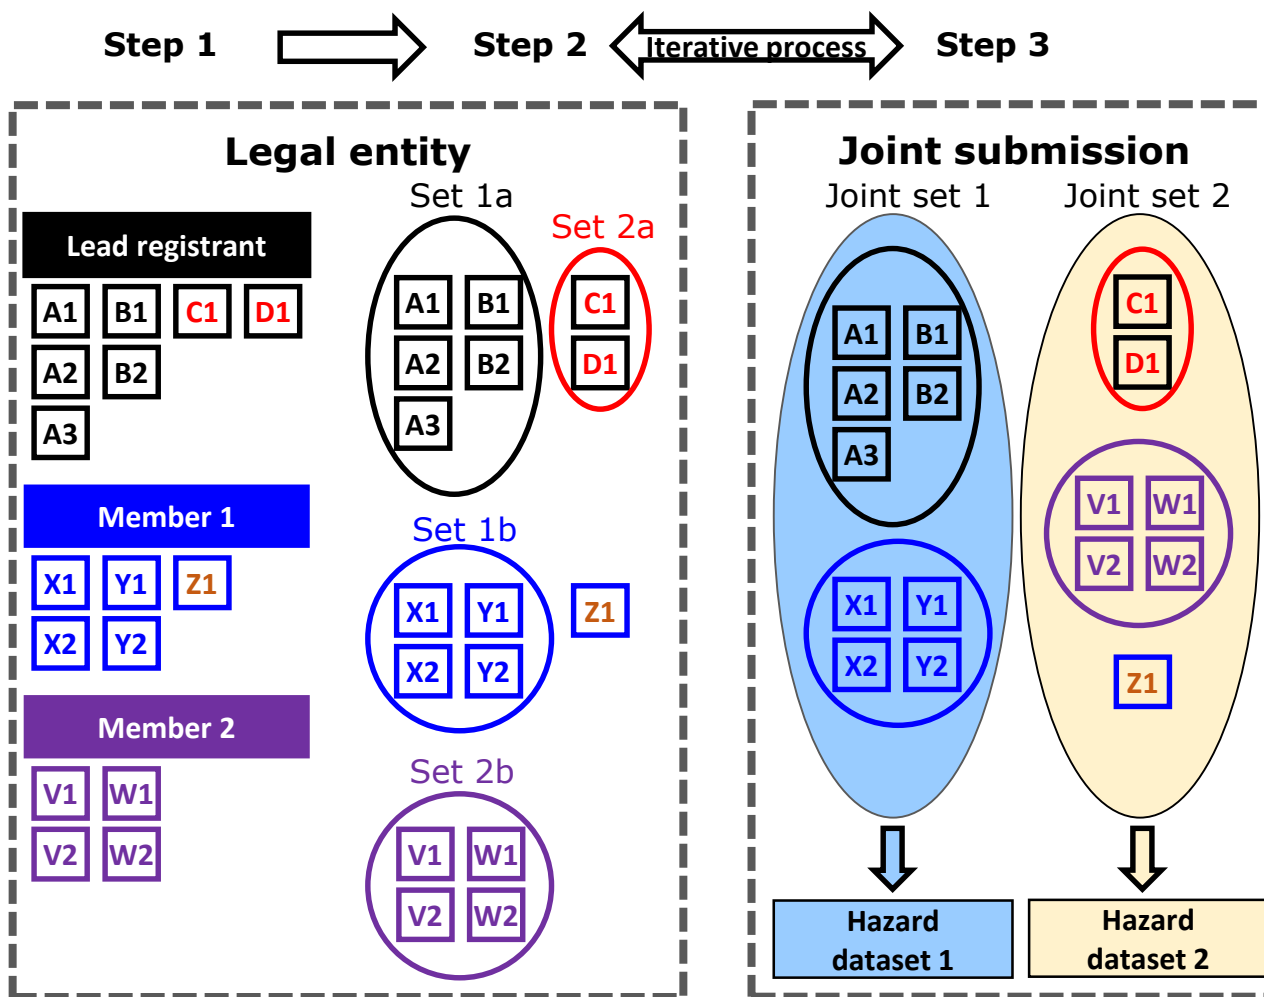 Step 1
Step 2
Iterative process
Step 3
Legal entity
Lead registrant
A1 B1 C1 D1
A2 B2
A3
Member 1
X1 Y1 Z1
X2 Y2
Member 2
V1 W1
V2 W2
Set 1a
A1 B1
A2 B2
A3
Set 2a
C1
D1
Set 1b
X1 Y1
X2 Y2
Z1
Set 2b
V1 W1
V2 W2
Joint submission
Joint set 1
A1 B1
A2 B2
A3
X1 Y1
X2 Y2
Hazard
dataset 1
Joint set 2
C1
D1
V1 W1
V2 W2
Z1
Hazard
dataset 2